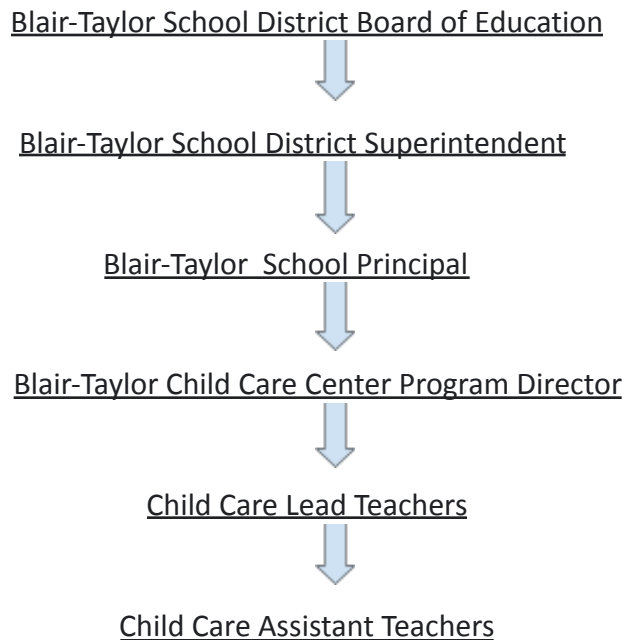 Blair-Taylor School District Board of Education
Blair-Taylor School District Superintendent
Blair-Taylor  School Principal
Blair-Taylor Child Care Center Program Director
Child Care Lead Teachers
Child Care Assistant Teachers